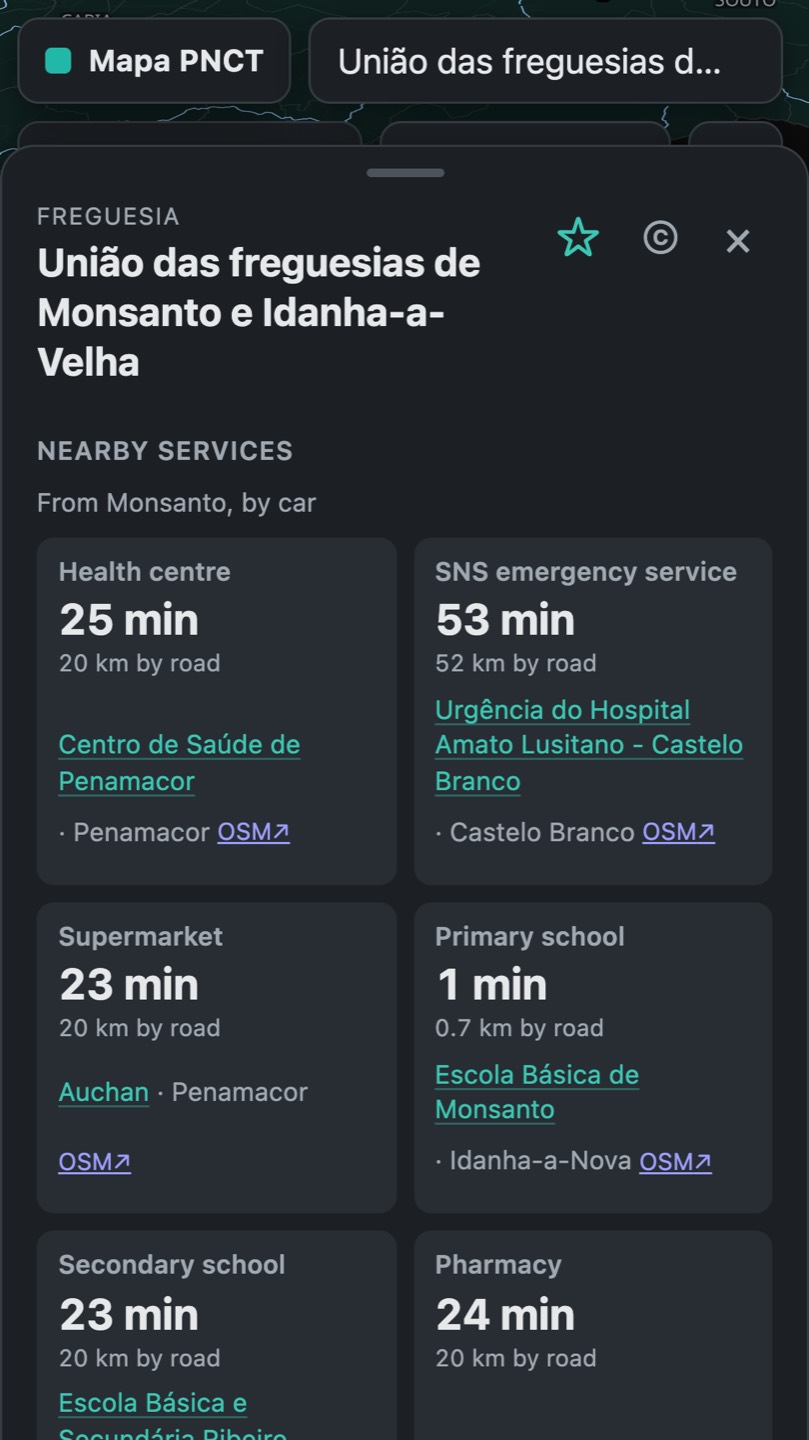 SOUTO
Mapa PNCT
União das freguesias d...
FREGUESIA
União das freguesias de
Monsanto e Idanha-a-
Velha
NEARBY SERVICES
From Monsanto, by car
Health centre
25 min
20 km by road
Centro de Saúde de
Penamacor
· Penamacor OSM↗
SNS emergency service
53 min
52 km by road
Urgência do Hospital
Amato Lusitano - Castelo
Branco
· Castelo Branco OSM↗
Supermarket
23 min
20 km by road
Auchan · Penamacor
OSM↗
Primary school
1 min
0.7 km by road
Escola Básica de
Monsanto
· Idanha-a-Nova OSM↗
Secondary school
23 min
20 km by road
Escola Básica e
Secundária Ribeiro
Pharmacy
24 min
20 km by road